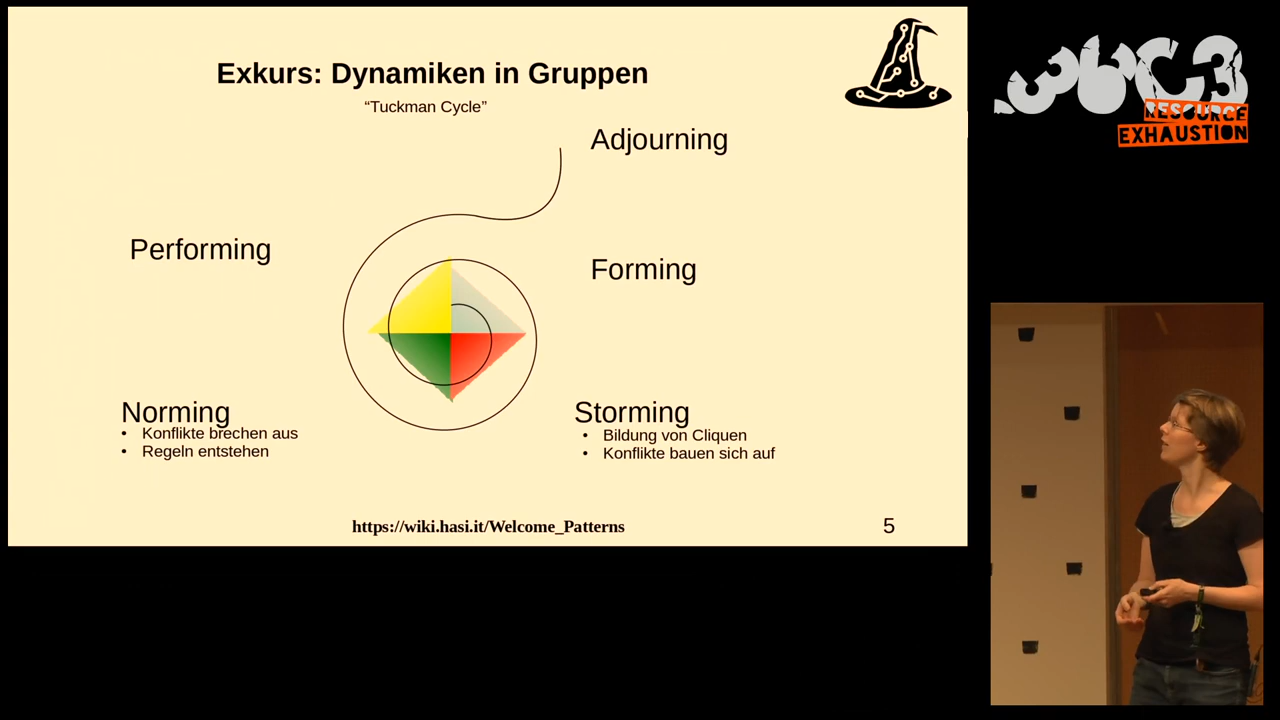 Exkurs: Dynamiken in Gruppen
“Tuckman Cycle”
Adjourning
Performing
Forming
Norming
• Konflikte brechen aus
• Regeln entstehen
Storming
• Bildung von Cliquen
• Konflikte bauen sich auf
https://wiki.hasi.it/Welcome_Patterns
5
36C3
RESOURCE
EXHAUSTION